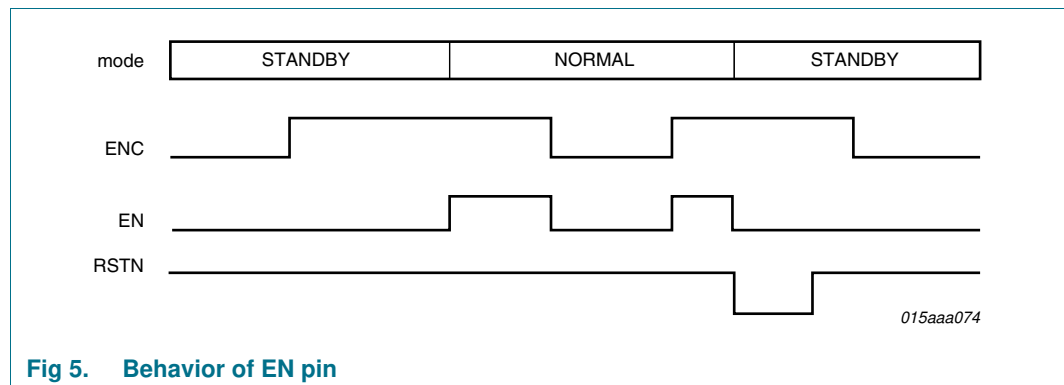 mode STANDBY NORMAL STANDBY
ENC
EN
RSTN
015aaa074
Fig 5. Behavior of EN pin